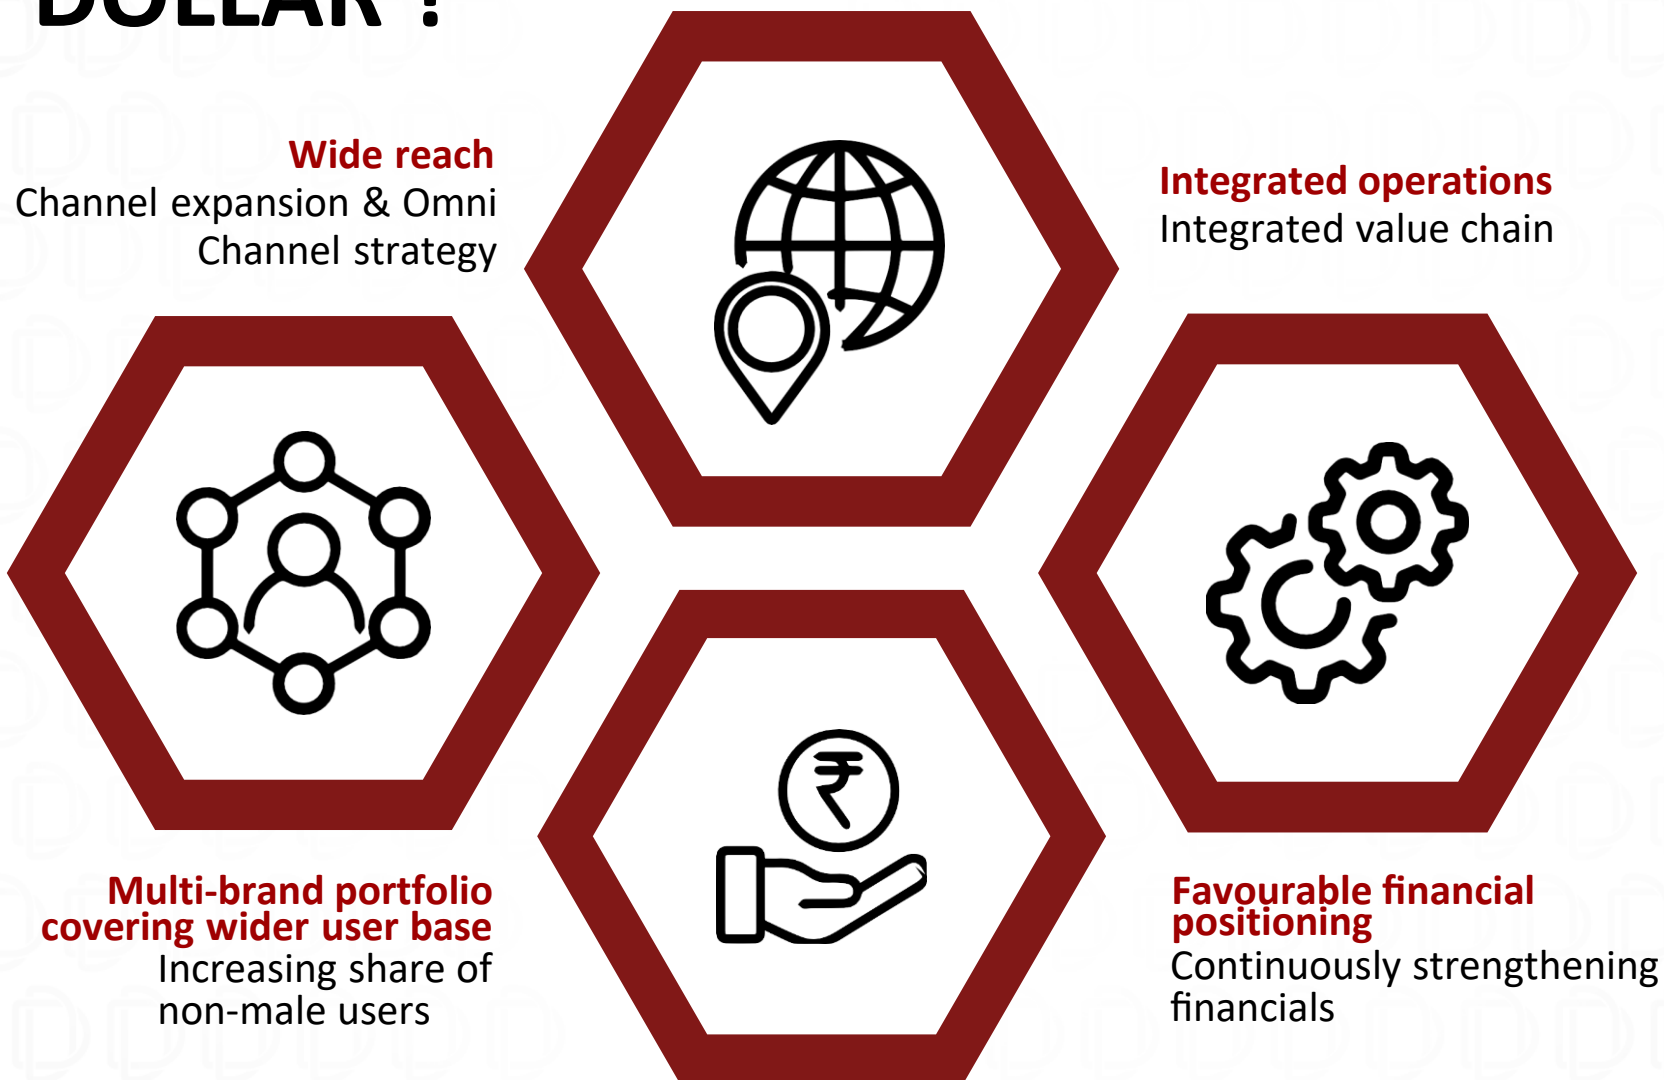 DOLLAR ?
Wide reach
Channel expansion & Omni
Channel strategy
Integrated operations
Integrated value chain
₹
Multi-brand portfolio
covering wider user base
Increasing share of
non-male users
Favourable financial
positioning
Continuously strengthening
financials